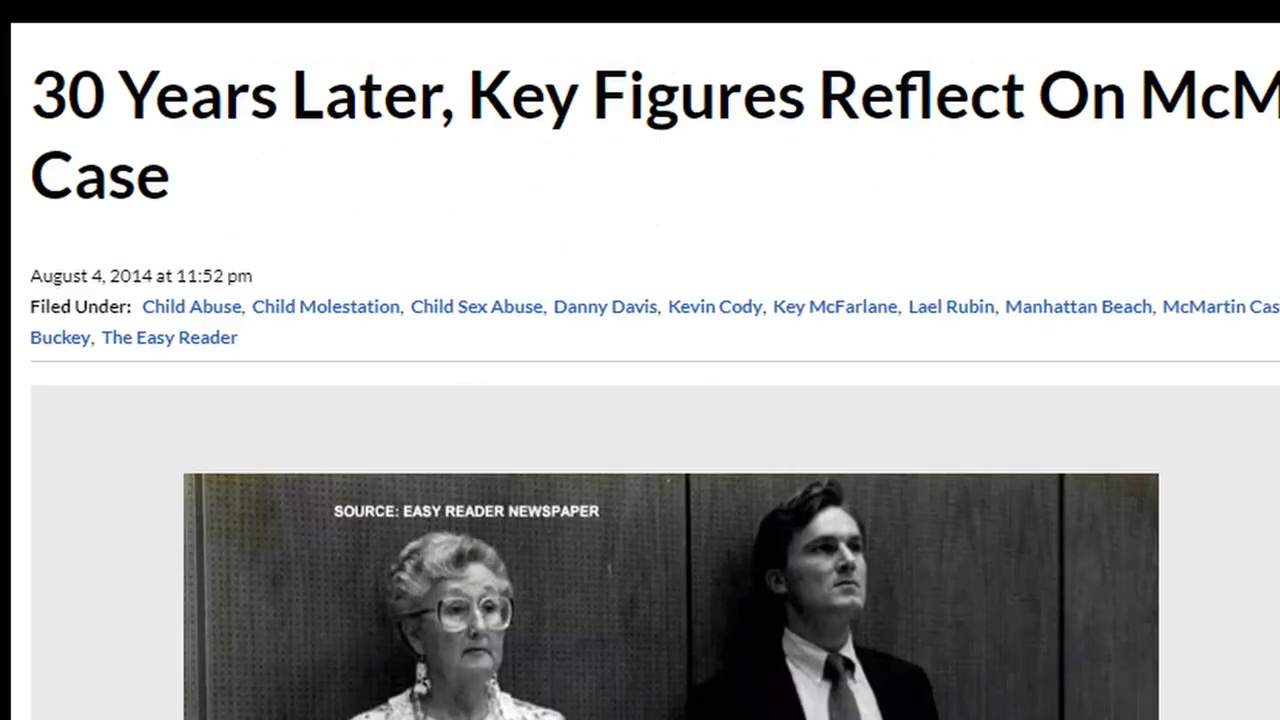 30 Years Later, Key Figures Reflect On McM
Case
August 4, 2014 at 11:52 pm
Filed Under: Child Abuse, Child Molestation, Child Sex Abuse, Danny Davis, Kevin Cody, Key McFarlane, Lael Rubin, Manhattan Beach, McMartin Cas
Buckey, The Easy Reader
SOURCE: EASY READER NEWSPAPER